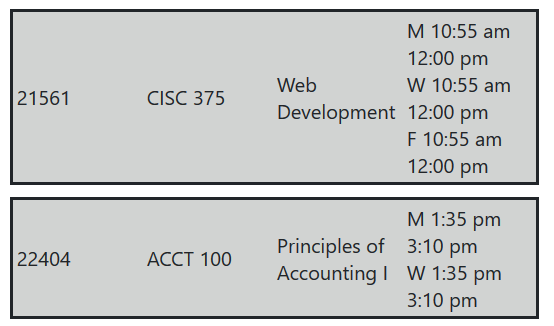 21561 CISC 375 Web Development M 10:55 am
12:00 pm
W 10:55 am
12:00 pm
F 10:55 am
12:00 pm
22404 ACCT 100 Principles of Accounting I M 1:35 pm
3:10 pm
W 1:35 pm
3:10 pm